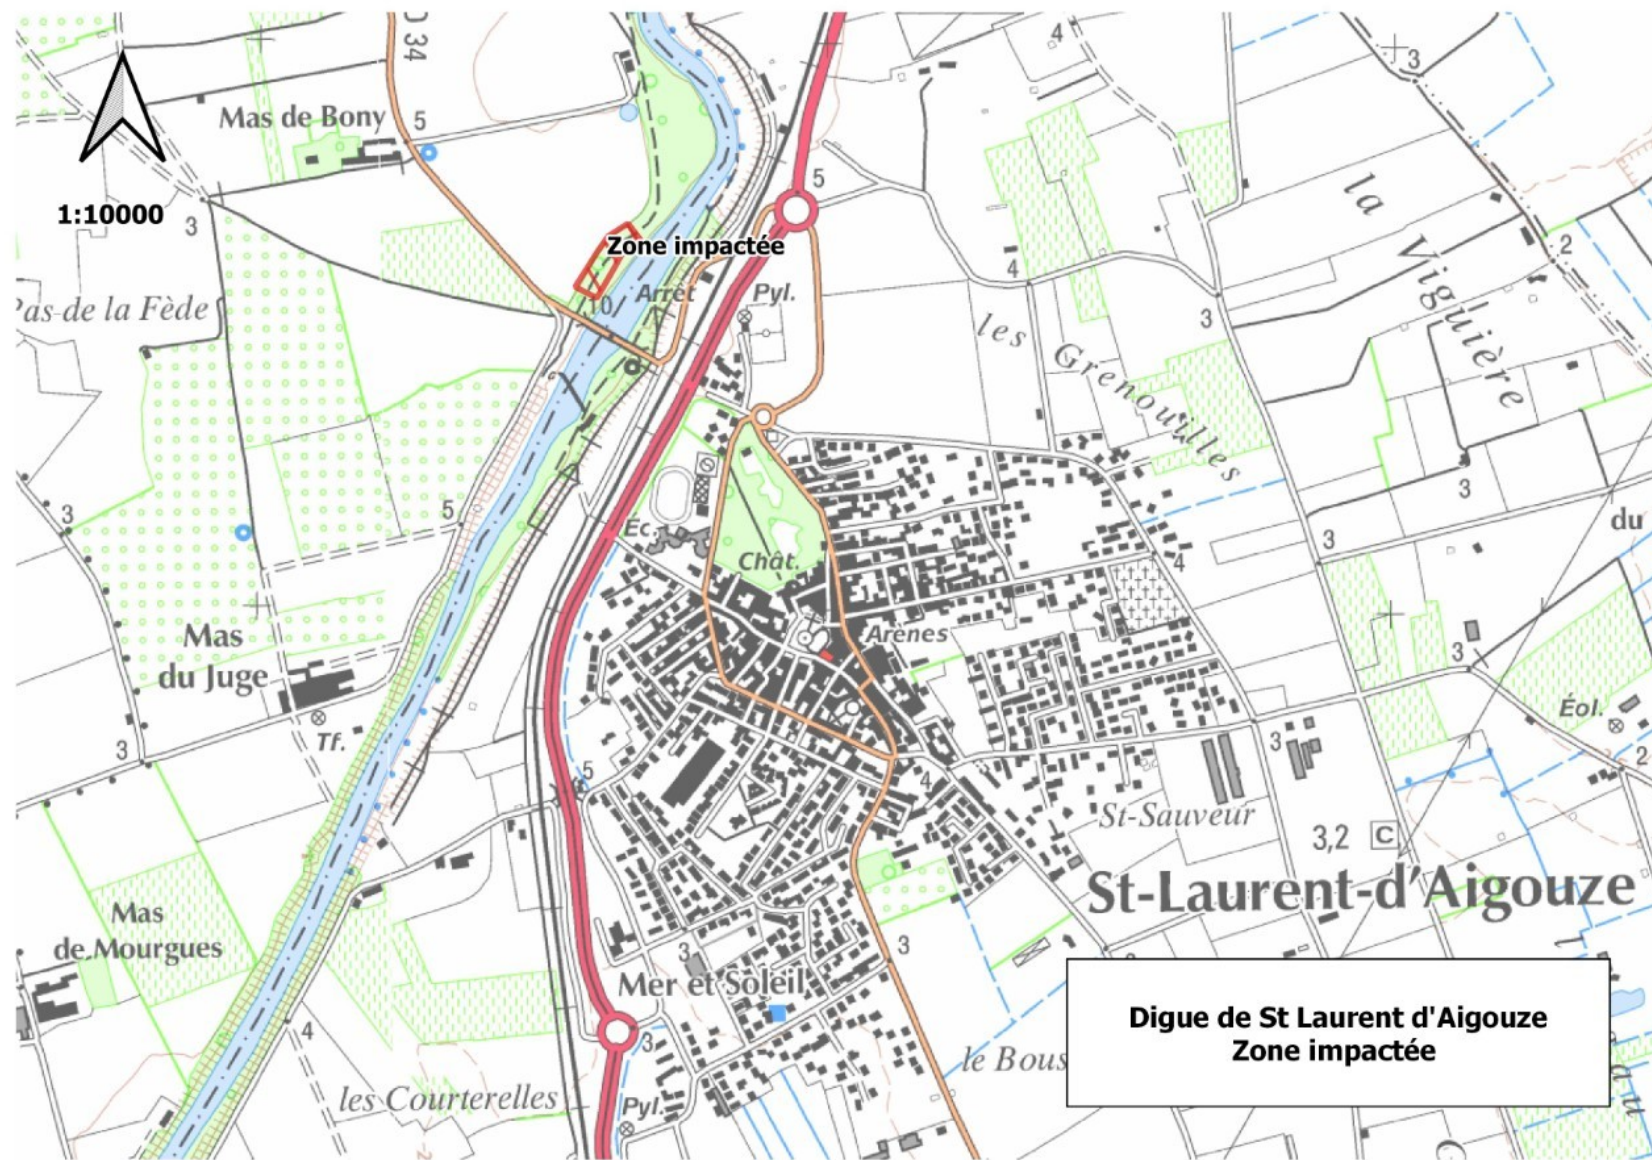 D 34
4
3
Mas de Bony
5
1:10000
3
5
Zone impactée
la
Viguière
2
4
Pas-de la Fède
10
Arrêt
Pyl.
les
Grenouilles
3
3
3
5
Éc.
Chât.
du
3
4
Mas
du Juge
Arènes
3
Tf.
Éol.
3
3
5
4
2
St-Sauveur
3,2
C
St-Laurent-d'Aigouze
Mas
de Mourgues
3
3
Mer et Soleil
4
3
Digue de St Laurent d'Aigouze
Zone impactée
le Bous
les Courterelles
Pyl.
2